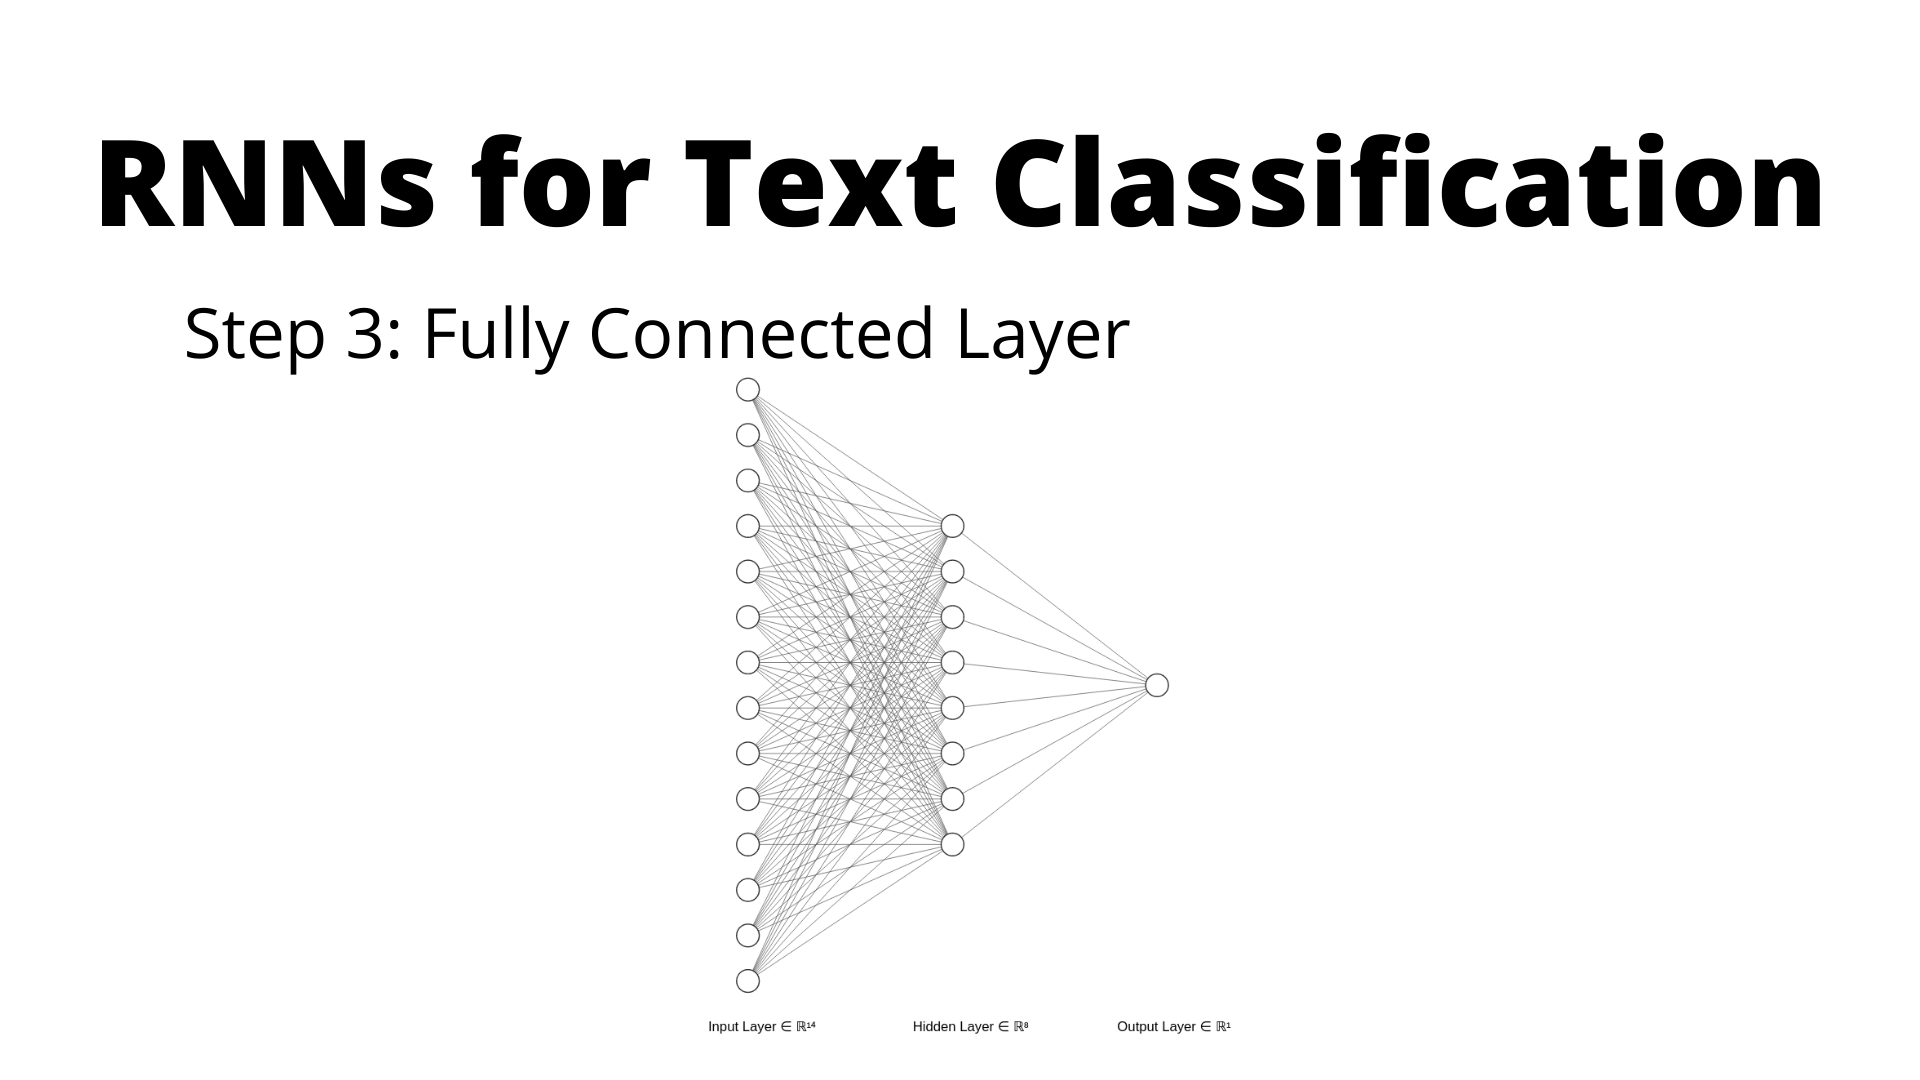 RNNs for Text Classification
Step 3: Fully Connected Layer
Input Layer ∈ ℝ¹⁴
Hidden Layer ∈ ℝ⁸
Output Layer ∈ ℝ¹